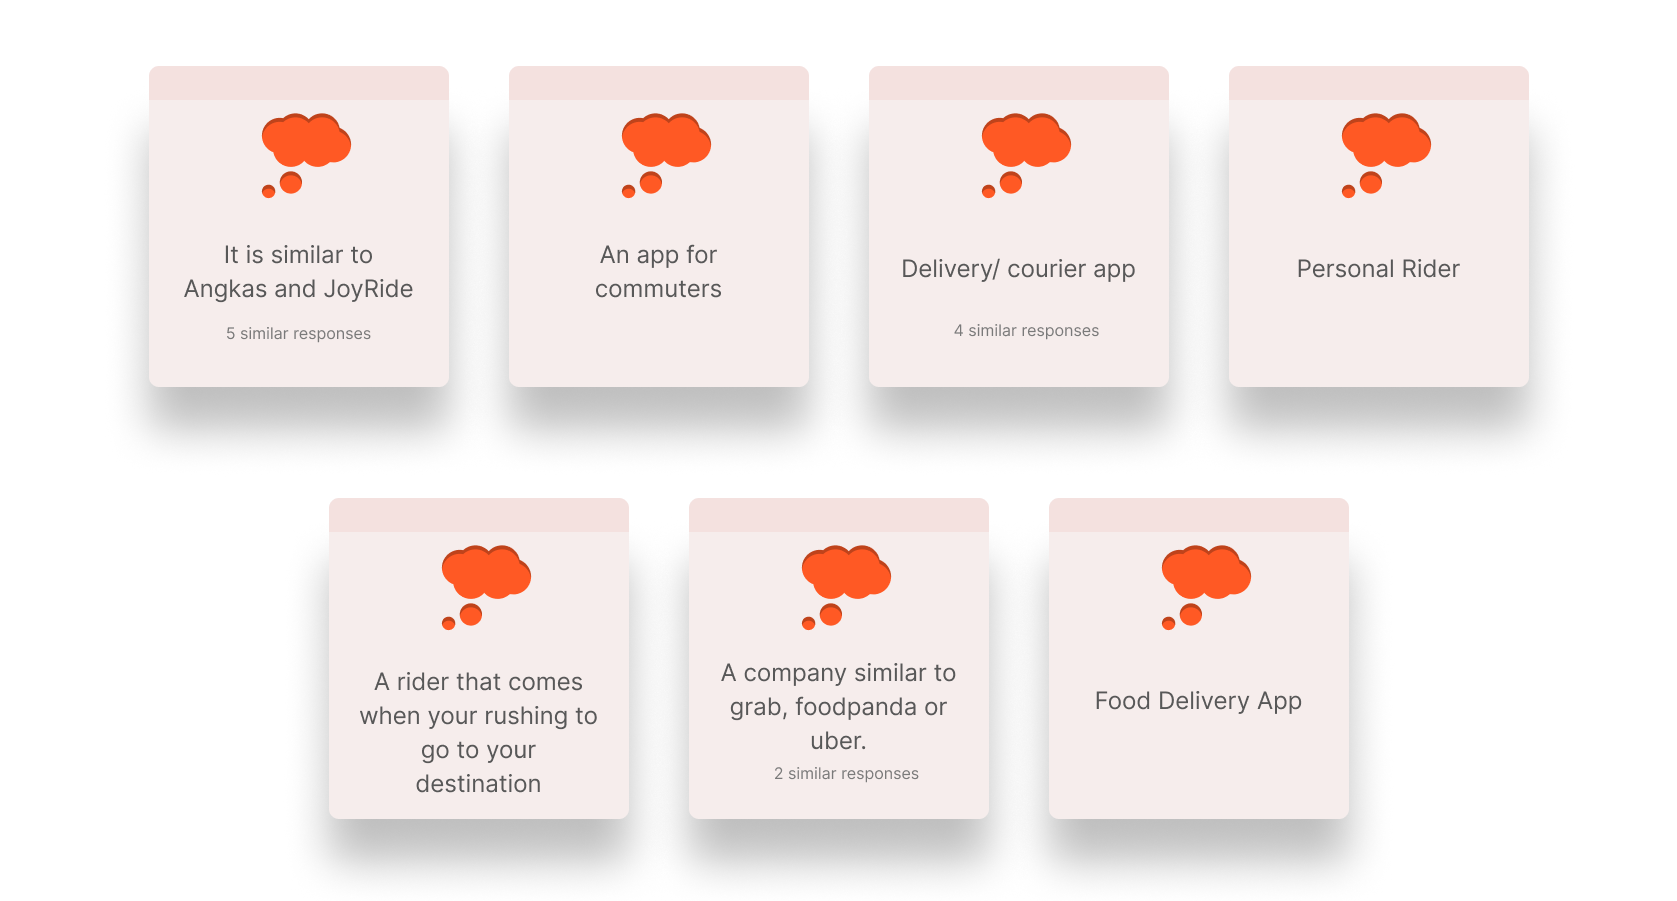 It is similar to
Angkas and JoyRide
5 similar responses
An app for
commuters
Delivery/ courier app
4 similar responses
Personal Rider
A rider that comes
when your rushing to
go to your
destination
A company similar to
grab, foodpanda or
uber.
2 similar responses
Food Delivery App